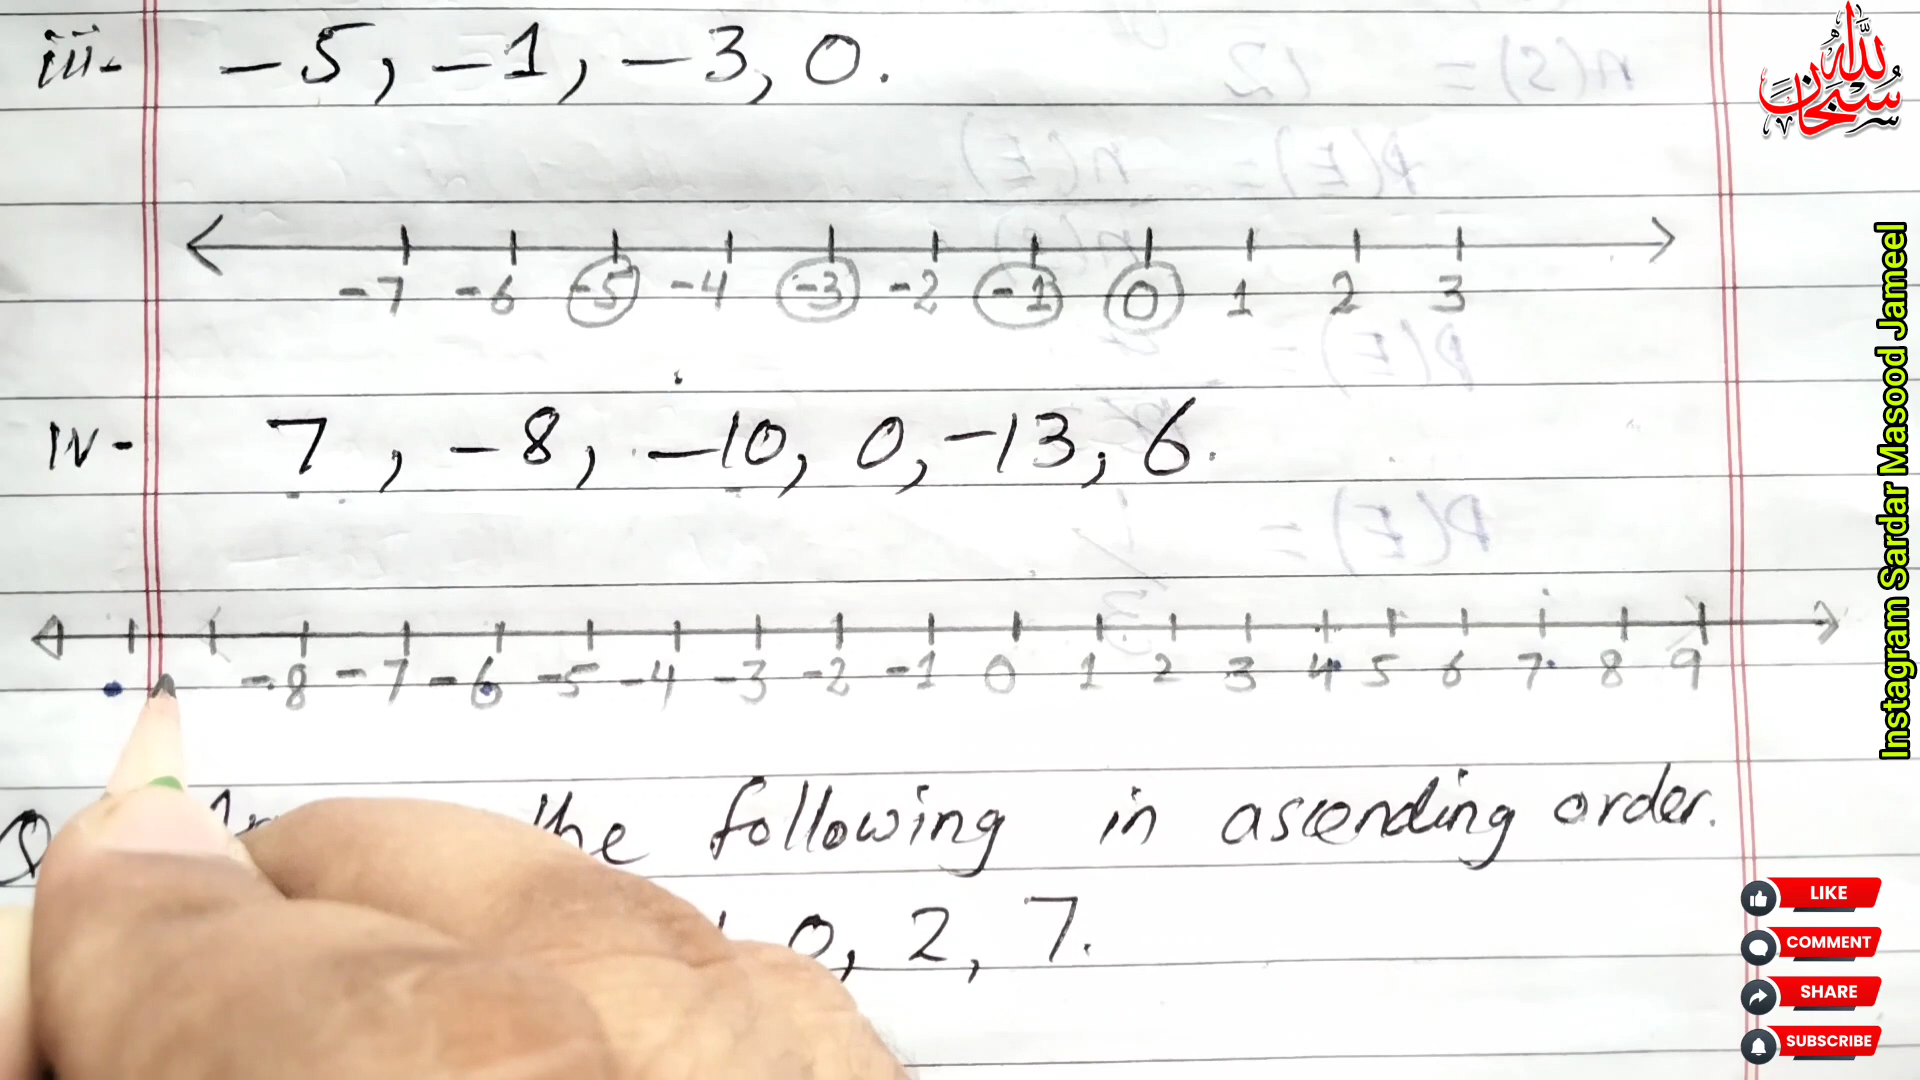 iii- -5, -1, -3, 0.
-7 -6 -5 -4 -3 -2 -1 0 1 2 3
iv- 7, -8, -10, 0, -13, 6.
-8 -7 -6 -5 -4 -3 -2 -1 0 1 2 3 4 5 6 7 8 9
the following in ascending order.
0, 2, 7.
سبحان الله
Instagram Sardar Masood Jameel
LIKE
COMMENT
SHARE
SUBSCRIBE